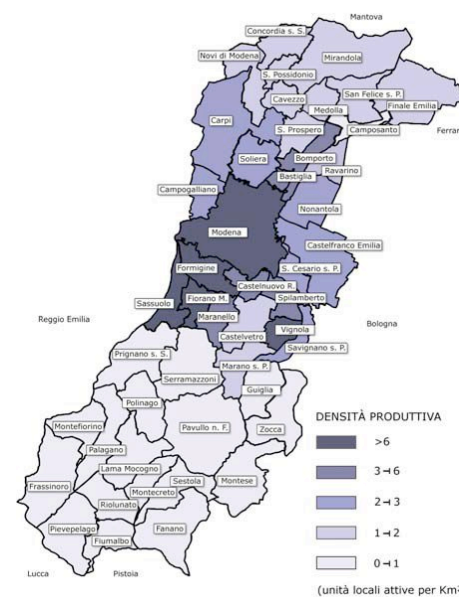 Mantova
Concordia s. S.
Novi di Modena
Mirandola
S. Possidonio
Cavezzo
San Felice s. P.
Medolla
Finale Emilia
Carpi
S. Prospero
Camposanto
Ferrar
Soliera
Bomporto
Ravarino
Bastiglia
Campogalliano
Nonantola
Modena
Castelfranco Emilia
Formigine
S. Cesario s. P.
Castelnuovo R.
Sassuolo
Fiorano M.
Spilamberto
Reggio Emilia
Maranello
Vignola
Bologna
Castelvetro
Savignano s. P.
Prignano s. S.
Marano s. P.
Serramazzoni
Guiglia
Polinago
Montefiorino
Pavullo n. F.
Zocca
Palagano
Lama Mocogno
Frassinoro
Sestola
Montese
Montecreto
Riolunato
Pievepelago
Fanano
Fiumalbo
Lucca
Pistoia
DENSITÀ PRODUTTIVA
>6
3⊣6
2⊣3
1⊣2
0⊣1
(unità locali attive per Km²